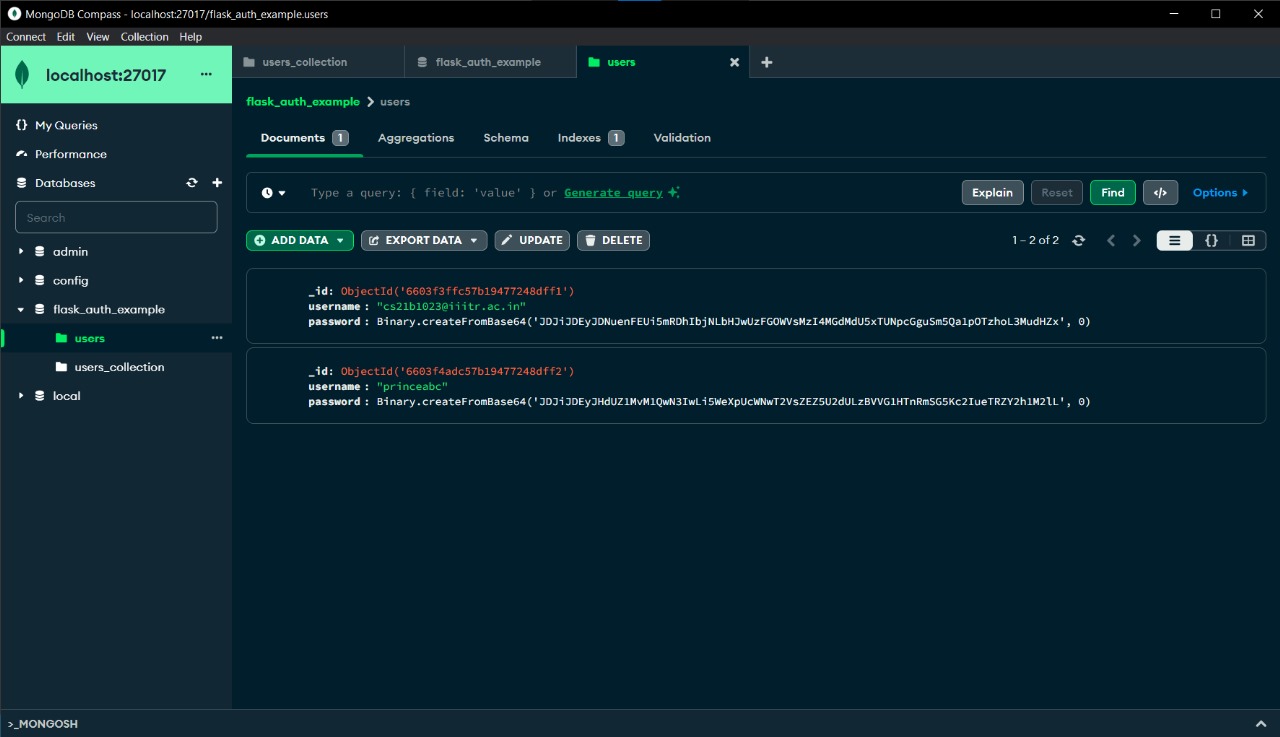 MongoDB Compass - localhost:27017/flask_auth_example.users
Connect Edit View Collection Help
localhost:27017 ...
users_collection flask_auth_example users
flask_auth_example > users
{} My Queries
Performance
Databases
Search
admin
config
flask_auth_example
users ...
users_collection
local
Documents 1 Aggregations Schema Indexes 1 Validation
Type a query: { field: 'value' } or Generate query
Explain Reset Find </> Options
ADD DATA EXPORT DATA UPDATE DELETE 1 – 2 of 2 {}
_id: ObjectId('6603f3ffc57b19477248dff1')
username : "cs21b1023@iiitr.ac.in"
password : Binary.createFromBase64('JDJiJDEyJDNuenFEUi5mRDhIbjNLbHJwUzFGOWVsMzI4MGdMdU5xTUNpcGguSm5Qa1pOTzhoL3MudHZx', 0)
_id: ObjectId('6603f4adc57b19477248dff2')
username : "princeabc"
password : Binary.createFromBase64('JDJiJDEyJHdUZ1MvM1QwN3IwLi5WeXpUcWNwT2VsZEZ5U2dULzBVVG1HTnRmSG5Kc2IueTRZY2h1M2lL', 0)
>_MONGOSH